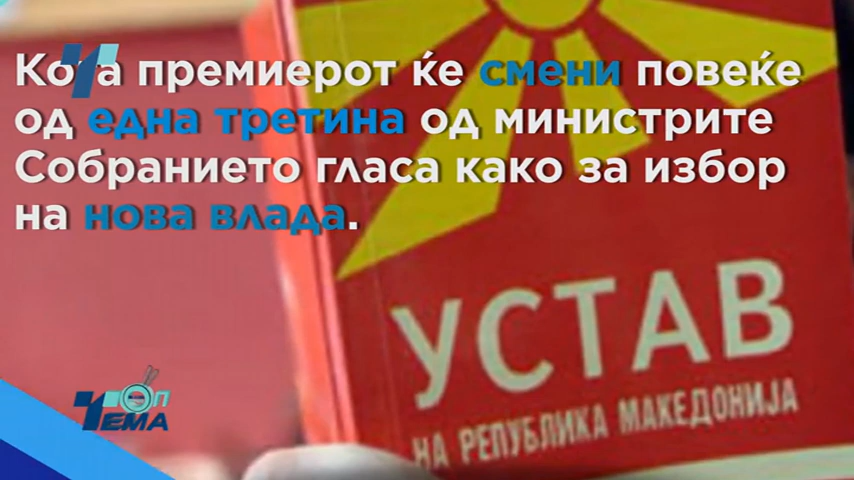 Кога премиерот ќе смени повеќе
од една третина од министрите
Собранието гласа како за избор
на нова влада.
УСТАВ
НА РЕПУБЛИКА МАКЕДОНИЈА
ТОП
ТЕМА